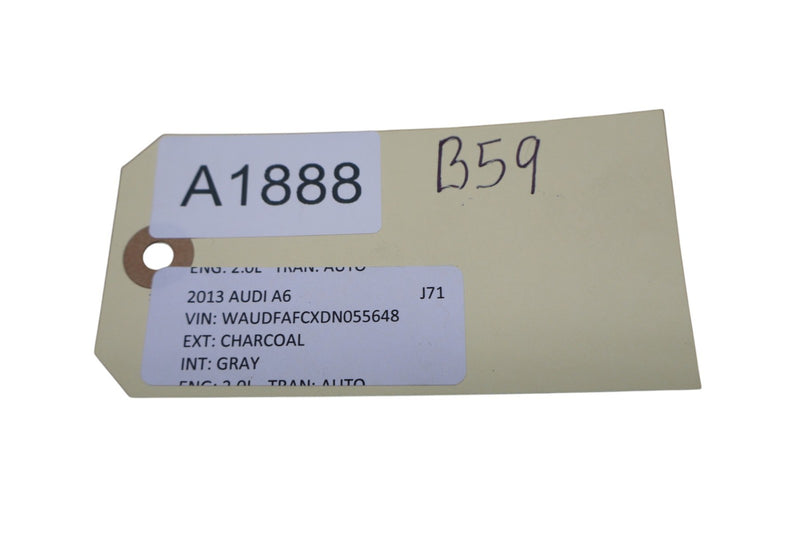 A1888
B59
ENG: 2.0L TRAN: AUTO
2013 AUDI A6 J71
VIN: WAUDFAFCXDN055648
EXT: CHARCOAL
INT: GRAY
ENG: 2.0L TRAN: AUTO